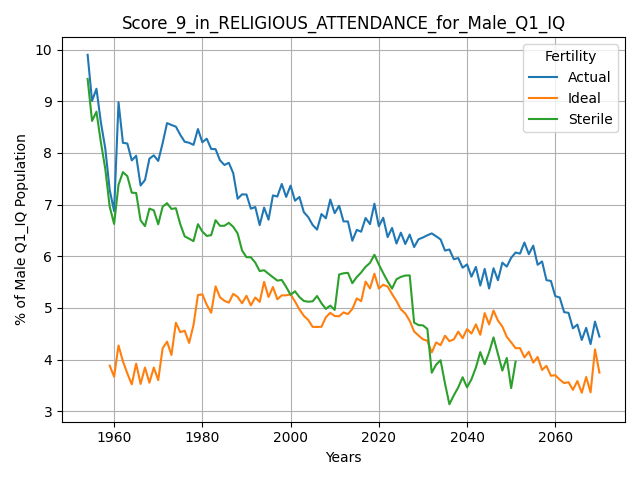 Score_9_in_RELIGIOUS_ATTENDANCE_for_Male_Q1_IQ
Fertility
Actual
Ideal
Sterile
% of Male Q1_IQ Population
10
9
8
7
6
5
4
3
1960 1980 2000 2020 2040 2060
Years